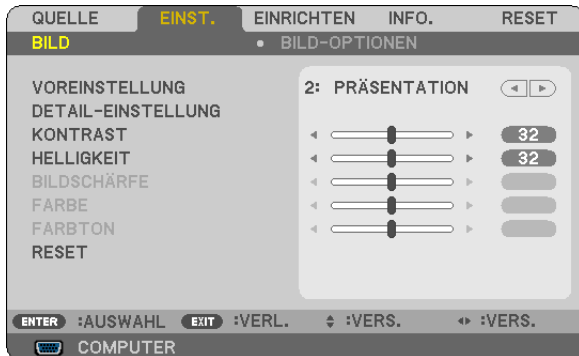 QUELLE EINST. EINRICHTEN INFO. RESET
BILD • BILD-OPTIONEN
VOREINSTELLUNG 2: PRÄSENTATION
DETAIL-EINSTELLUNG
KONTRAST 32
HELLIGKEIT 32
BILDSCHÄRFE
FARBE
FARBTON
RESET
ENTER :AUSWAHL EXIT :VERL. :VERS. :VERS.
COMPUTER